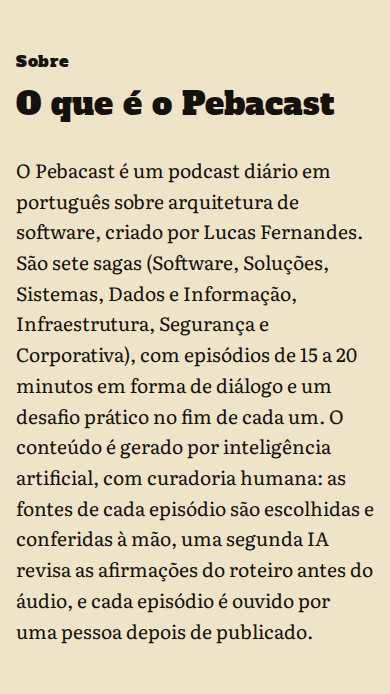 Sobre
O que é o Pebacast
O Pebacast é um podcast diário em
português sobre arquitetura de
software, criado por Lucas Fernandes.
São sete sagas (Software, Soluções,
Sistemas, Dados e Informação,
Infraestrutura, Segurança e
Corporativa), com episódios de 15 a 20
minutos em forma de diálogo e um
desafio prático no fim de cada um. O
conteúdo é gerado por inteligência
artificial, com curadoria humana: as
fontes de cada episódio são escolhidas e
conferidas à mão, uma segunda IA
revisa as afirmações do roteiro antes do
áudio, e cada episódio é ouvido por
uma pessoa depois de publicado.